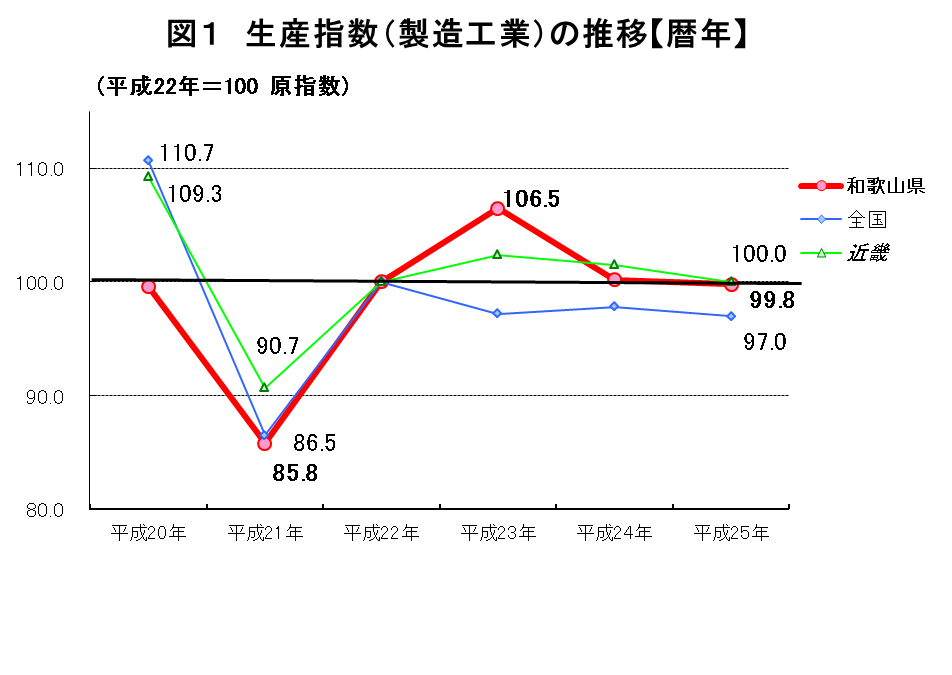 図１　生産指数（製造工業）の推移【暦年】
（平成22年＝100 原指数）
110.7
110.0
109.3
和歌山県
106.5
全国
100.0
近畿
100.0
99.8
90.7
97.0
90.0
86.5
85.8
80.0
平成20年 平成21年 平成22年 平成23年 平成24年 平成25年